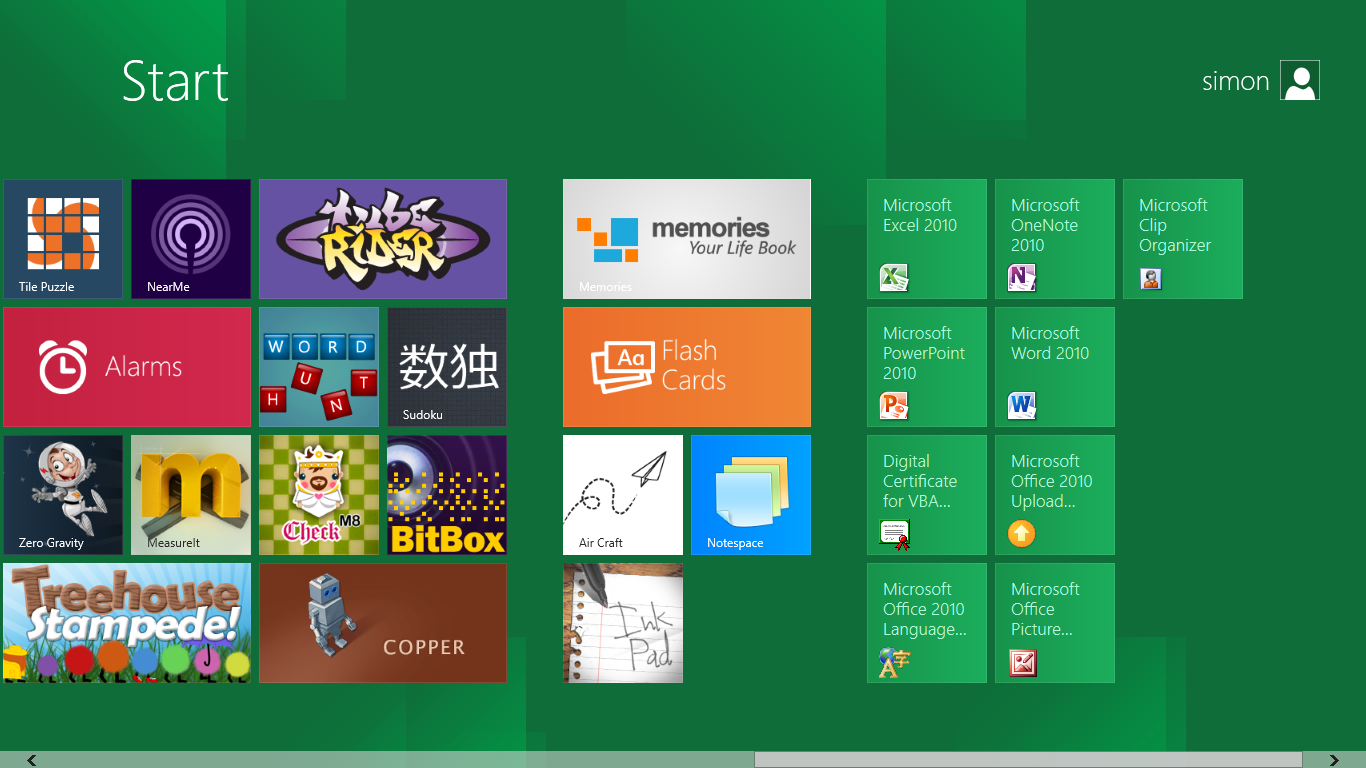 Start
simon
Tile Puzzle
NearMe
Tube
RiDER
Alarms
WORD
HUNT
数独
Sudoku
Zero Gravity
m
MeasureIt
Check M8
BitBox
Treehouse
Stampede!
COPPER
memories
Your Life Book
Memories
Aa
Flash
Cards
Air Craft
Notespace
Ink
Pad
Microsoft
Excel 2010
Microsoft
OneNote
2010
Microsoft
Clip
Organizer
Microsoft
PowerPoint
2010
Microsoft
Word 2010
Digital
Certificate
for VBA...
Microsoft
Office 2010
Upload...
Microsoft
Office 2010
Language...
Microsoft
Office
Picture...